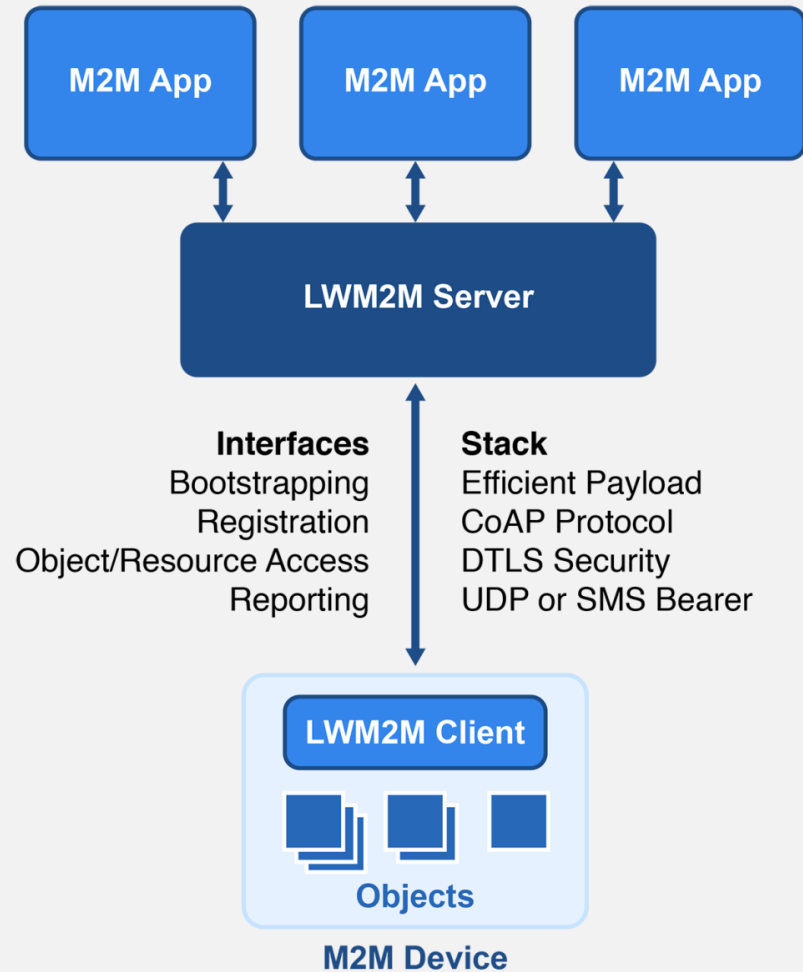 M2M App
M2M App
M2M App
LWM2M Server
Interfaces
Bootstrapping
Registration
Object/Resource Access
Reporting
Stack
Efficient Payload
CoAP Protocol
DTLS Security
UDP or SMS Bearer
LWM2M Client
Objects
M2M Device